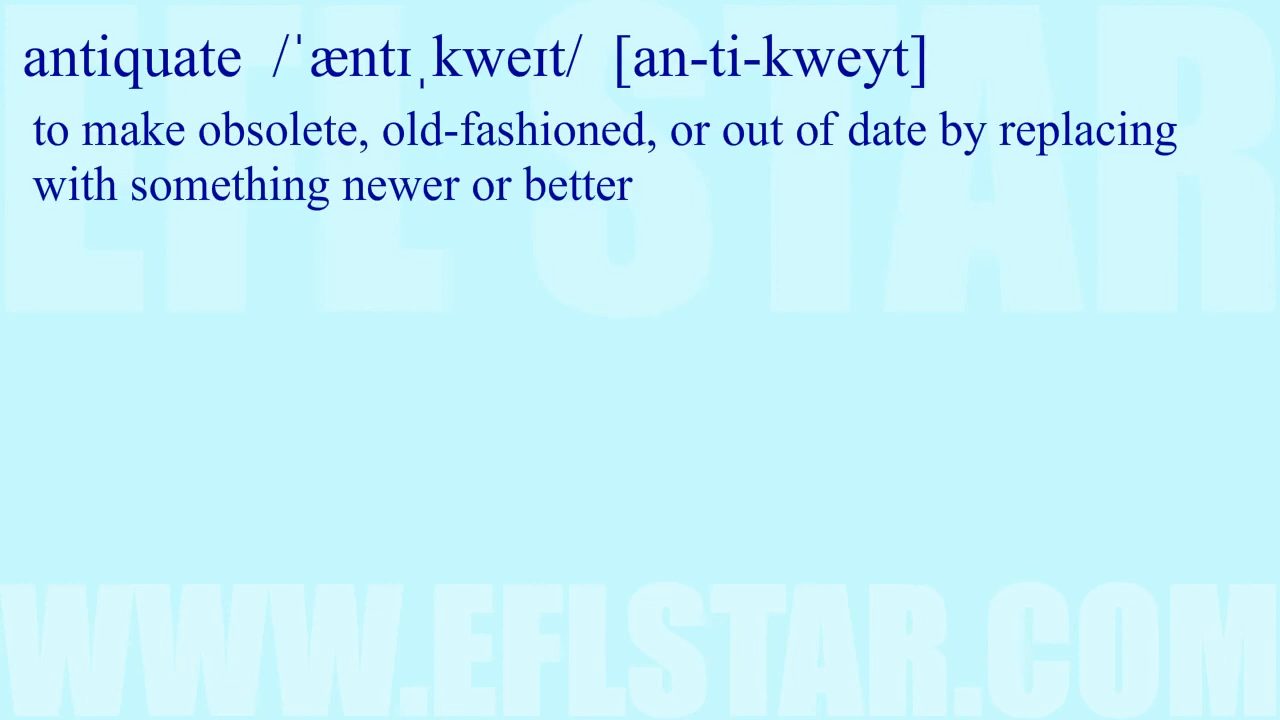 antiquate /ˈæntɪˌkweɪt/ [an-ti-kweyt]
to make obsolete, old-fashioned, or out of date by replacing
with something newer or better
EFL STAR
WWW.EFLSTAR.COM